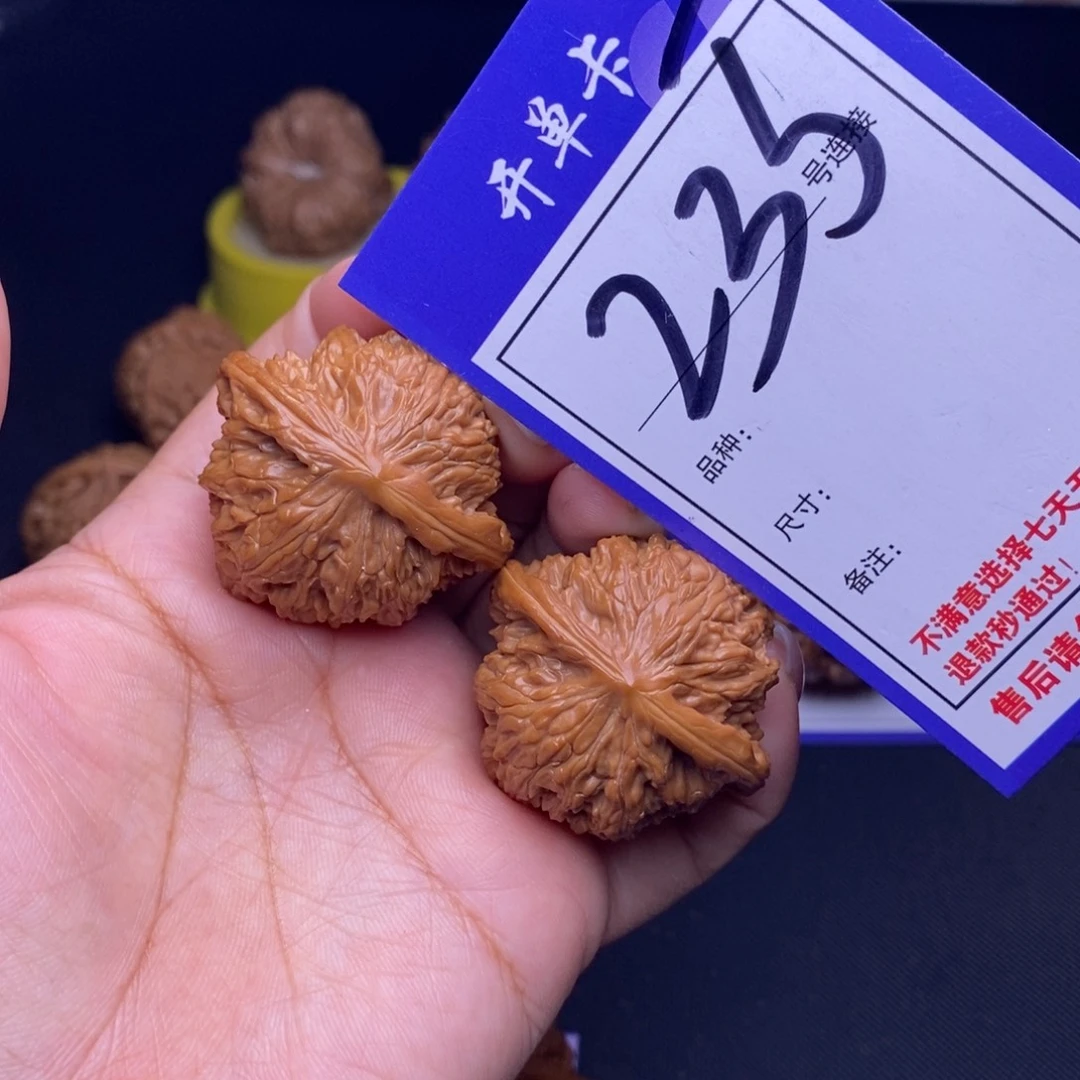 开单卡
235
号连接
品种：
尺寸：
备注：
不满意选择七天无
退款秒通过！
售后请